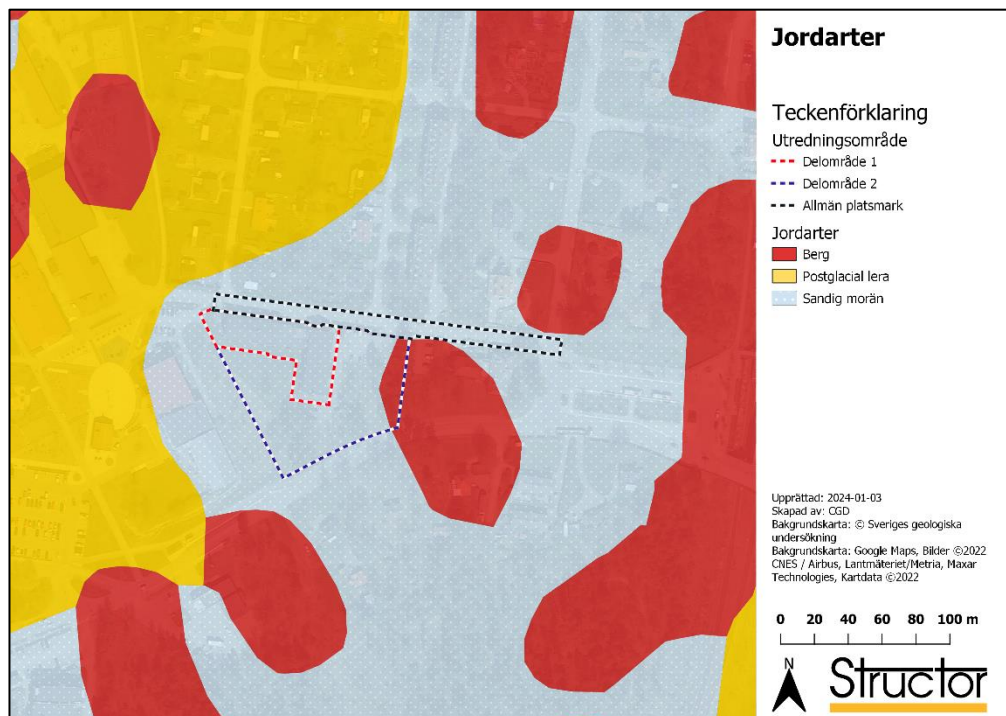 Jordarter
Teckenförklaring
Utredningsområde
Delområde 1
Delområde 2
Allmän platsmark
Jordarter
Berg
Postglacial lera
Sandig morän
Upprättad: 2024-01-03
Skapad av: CGD
Bakgrundskarta: © Sveriges geologiska
undersökning
Bakgrundskarta: Google Maps, Bilder ©2022
CNES / Airbus, Lantmäteriet/Metria, Maxar
Technologies, Kartdata ©2022
0 20 40 60 80 100 m
N
Structor